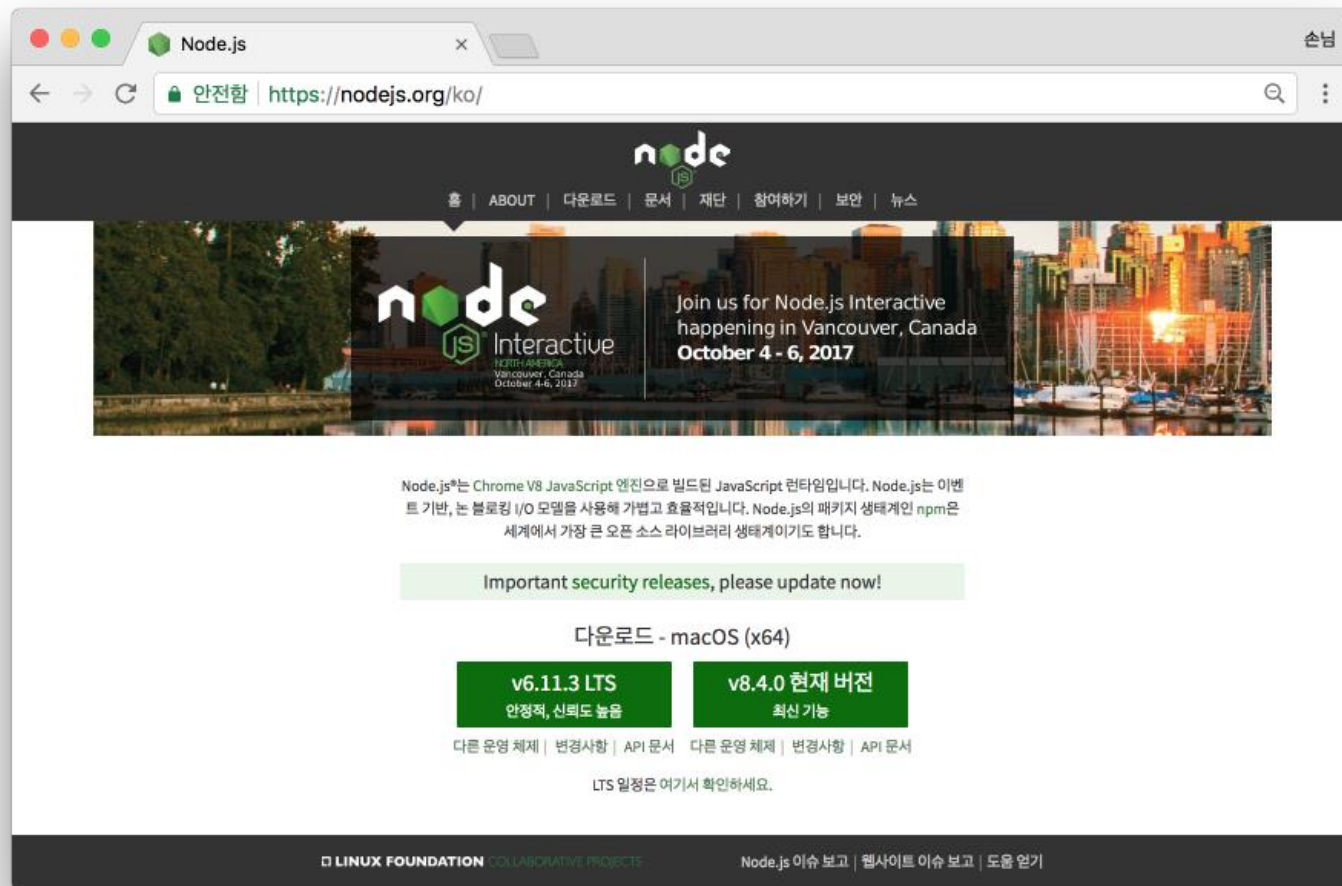 Node.js
손님
안전함 https://nodejs.org/ko/
node
JS
홈 | ABOUT | 다운로드 | 문서 | 재단 | 참여하기 | 보안 | 뉴스
node
JS Interactive
NORTH AMERICA
Vancouver, Canada
October 4-6, 2017
Join us for Node.js Interactive
happening in Vancouver, Canada
October 4 - 6, 2017
Node.js®는 Chrome V8 JavaScript 엔진으로 빌드된 JavaScript 런타임입니다. Node.js는 이벤
트 기반, 논 블로킹 I/O 모델을 사용해 가볍고 효율적입니다. Node.js의 패키지 생태계인 npm은
세계에서 가장 큰 오픈 소스 라이브러리 생태계이기도 합니다.
Important security releases, please update now!
다운로드 - macOS (x64)
v6.11.3 LTS
안정적, 신뢰도 높음
v8.4.0 현재 버전
최신 기능
다른 운영 체제 | 변경사항 | API 문서
다른 운영 체제 | 변경사항 | API 문서
LTS 일정은 여기서 확인하세요.
LINUX FOUNDATION COLLABORATIVE PROJECTS
Node.js 이슈 보고 | 웹사이트 이슈 보고 | 도움 얻기